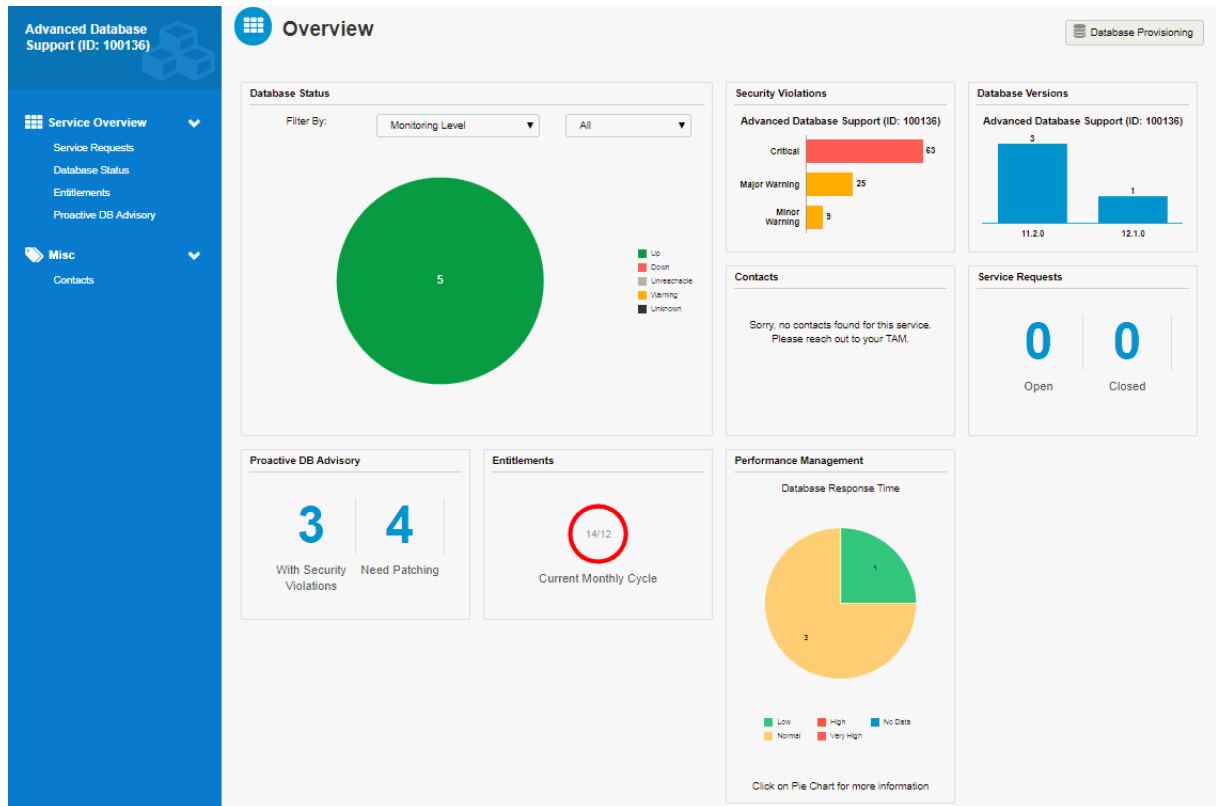 Advanced Database
Support (ID: 100136)
Service Overview
Service Requests
Database Status
Entitlements
Proactive DB Advisory
Misc
Contacts
Overview
Database Provisioning
Database Status
Filter By:
Monitoring Level
All
5
Up
Down
Unreachable
Warning
Unknown
Security Violations
Advanced Database Support (ID: 100136)
Critical
63
Major Warning
25
Minor
Warning
9
Database Versions
Advanced Database Support (ID: 100136)
3
1
11.2.0
12.1.0
Contacts
Sorry, no contacts found for this service.
Please reach out to your TAM.
Service Requests
0
0
Open
Closed
Proactive DB Advisory
3
4
With Security
Violations
Need Patching
Entitlements
14/12
Current Monthly Cycle
Performance Management
Database Response Time
1
3
Low
High
No Data
Normal
Very High
Click on Pie Chart for more information